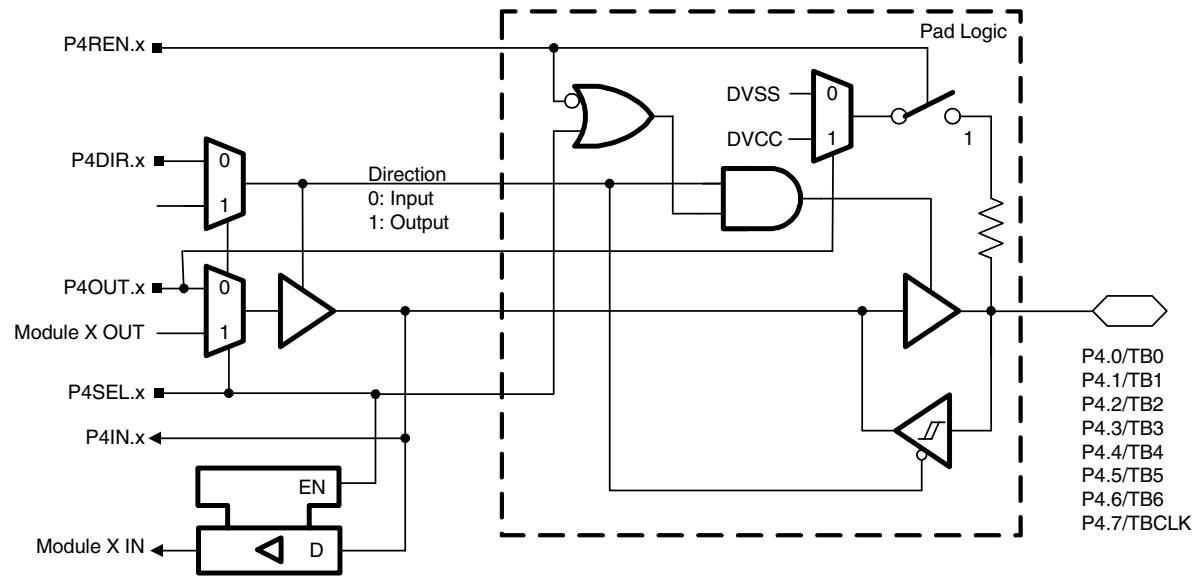 Pad Logic
P4REN.x
DVSS
0
DVCC
1
1
P4DIR.x
0
1
Direction
0: Input
1: Output
P4OUT.x
0
Module X OUT
1
P4SEL.x
P4IN.x
EN
Module X IN
D
P4.0/TB0
P4.1/TB1
P4.2/TB2
P4.3/TB3
P4.4/TB4
P4.5/TB5
P4.6/TB6
P4.7/TBCLK